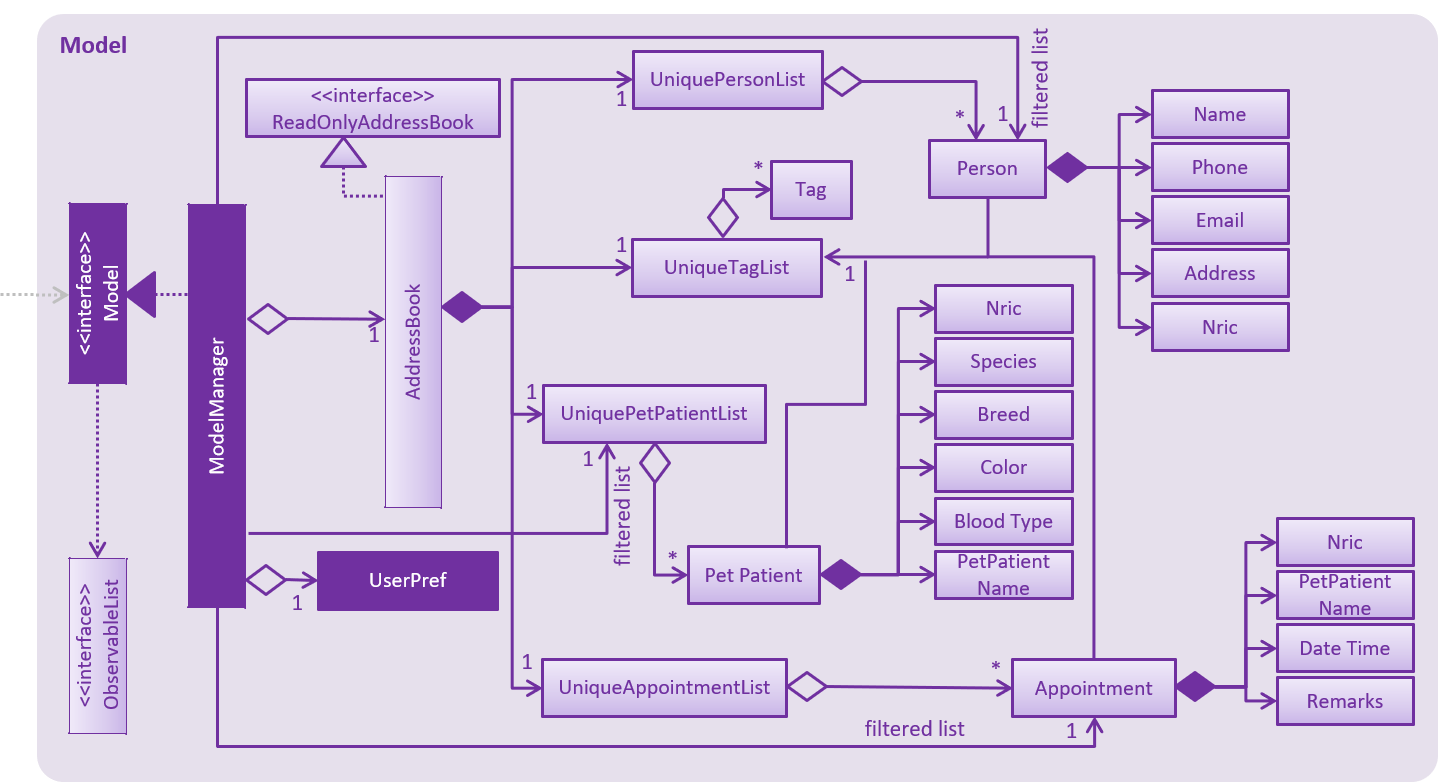 Model
<<interface>>
ReadOnlyAddressBook
UniquePersonList
1
*
1
filtered list
Person
Name
Phone
Email
Address
Nric
*
Tag
1
UniqueTagList
1
<<interface>>
Model
ModelManager
1
AddressBook
Nric
Species
Breed
Color
Blood Type
PetPatient
Name
1
UniquePetPatientList
1
filtered list
*
Pet Patient
<<interface>>
ObservableList
1
UserPref
1
UniqueAppointmentList
*
Appointment
Nric
PetPatient
Name
Date Time
Remarks
filtered list
1